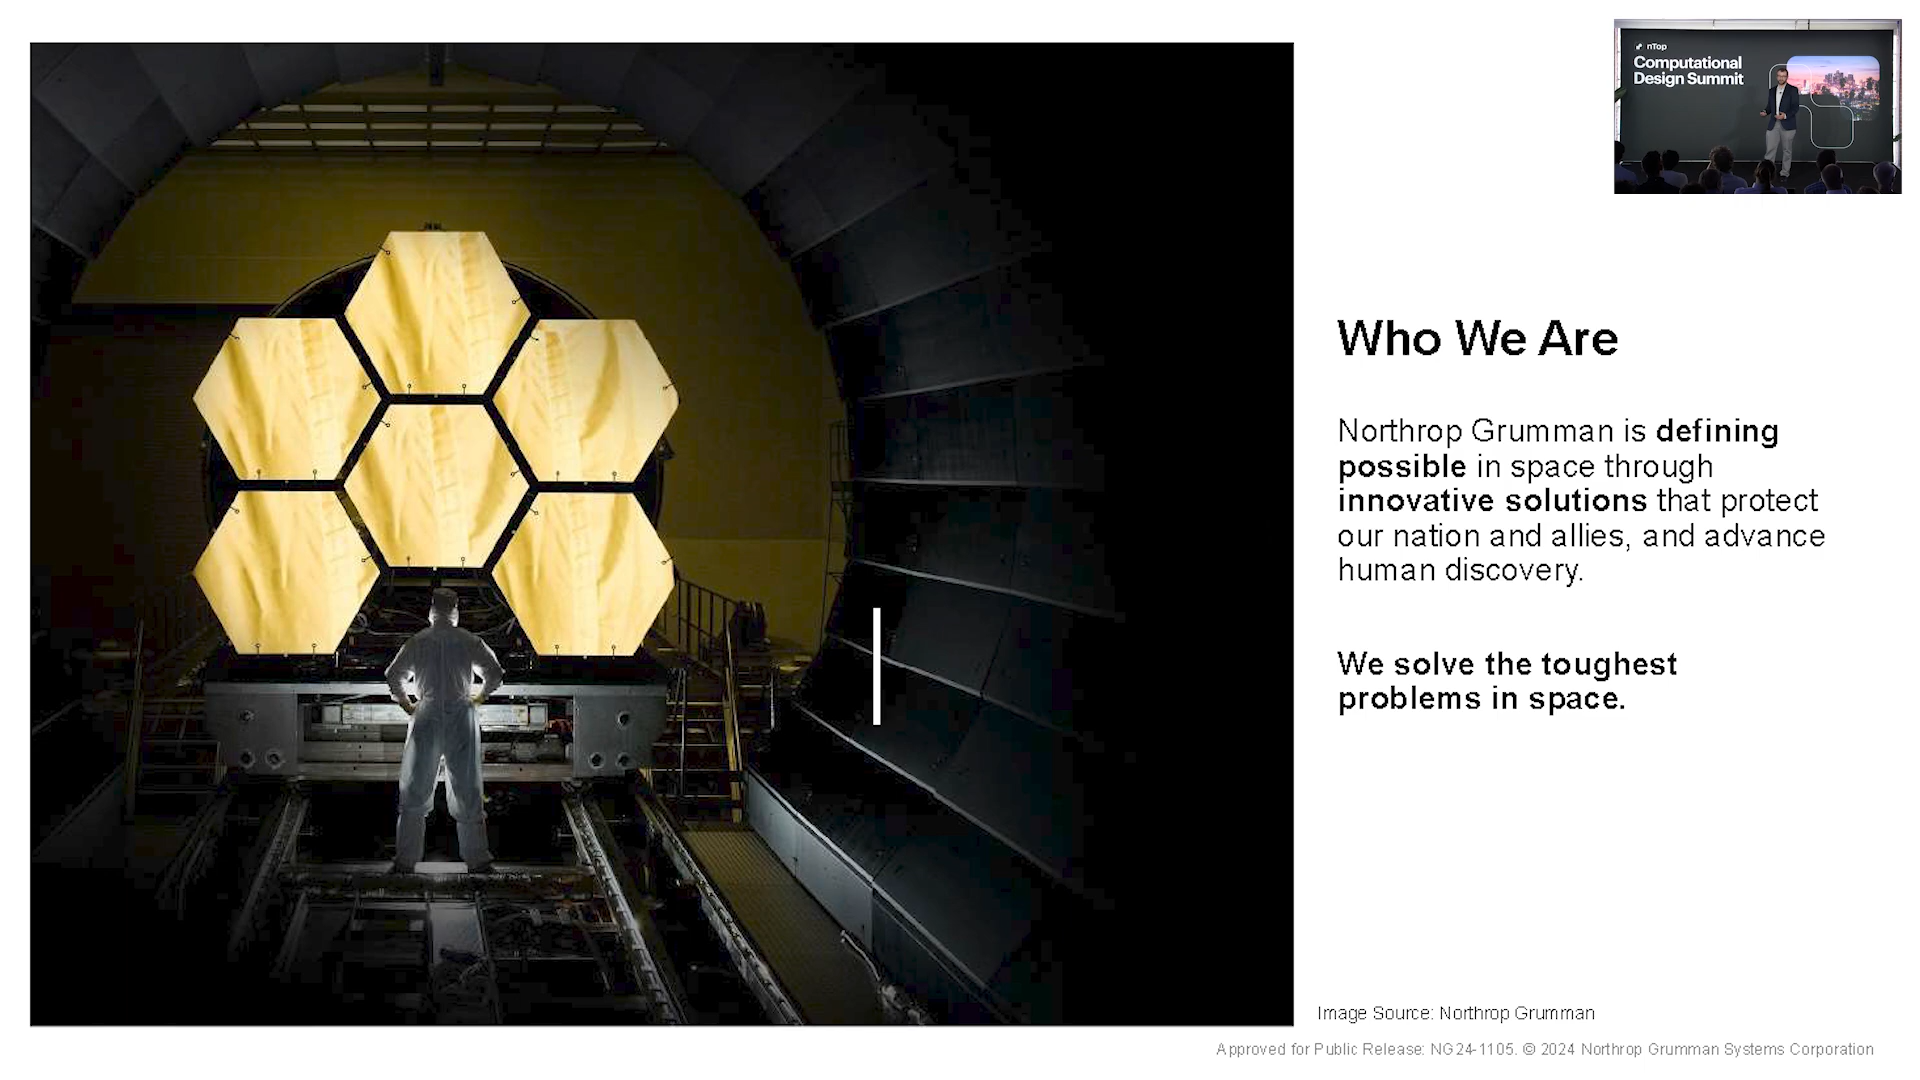 nTop
Computational
Design Summit
Who We Are
Northrop Grumman is defining
possible in space through
innovative solutions that protect
our nation and allies, and advance
human discovery.
We solve the toughest
problems in space.
Image Source: Northrop Grumman
Approved for Public Release: NG24-1105. © 2024 Northrop Grumman Systems Corporation